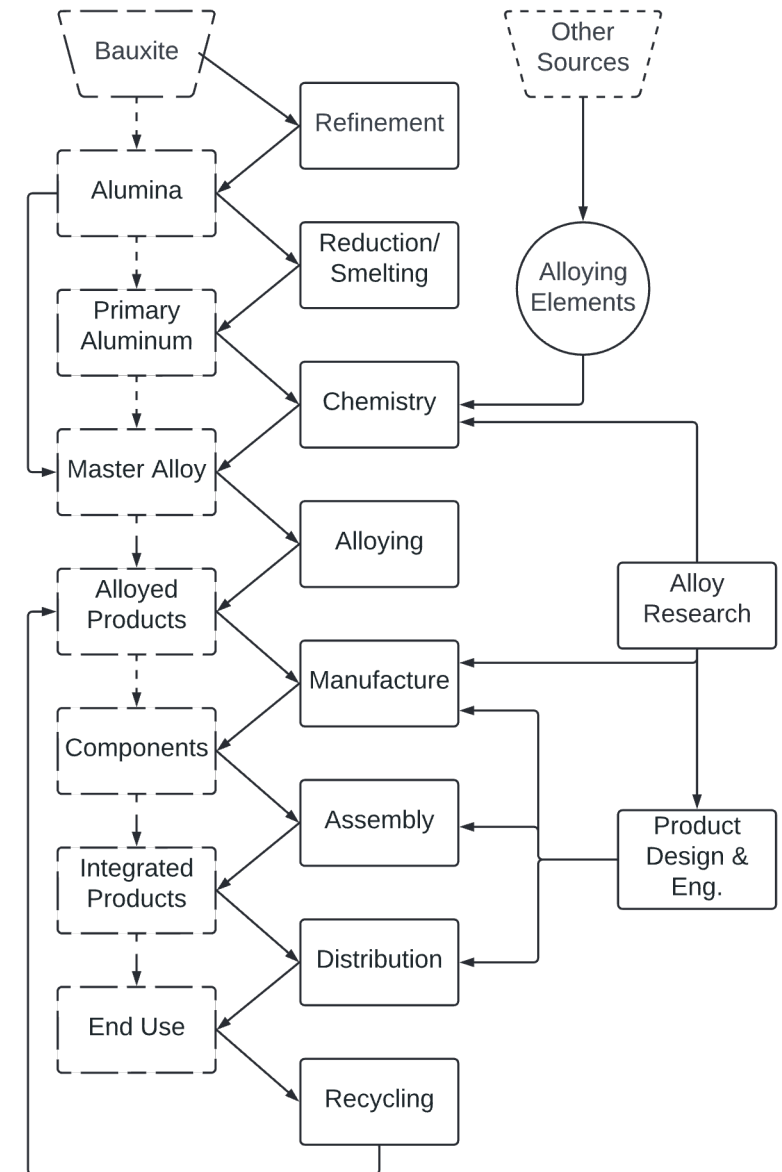 Bauxite
Other
Sources
Refinement
Alumina
Reduction/
Smelting
Alloying
Elements
Primary
Aluminum
Chemistry
Master Alloy
Alloying
Alloyed
Products
Alloy
Research
Manufacture
Components
Assembly
Product
Design &
Eng.
Integrated
Products
Distribution
End Use
Recycling